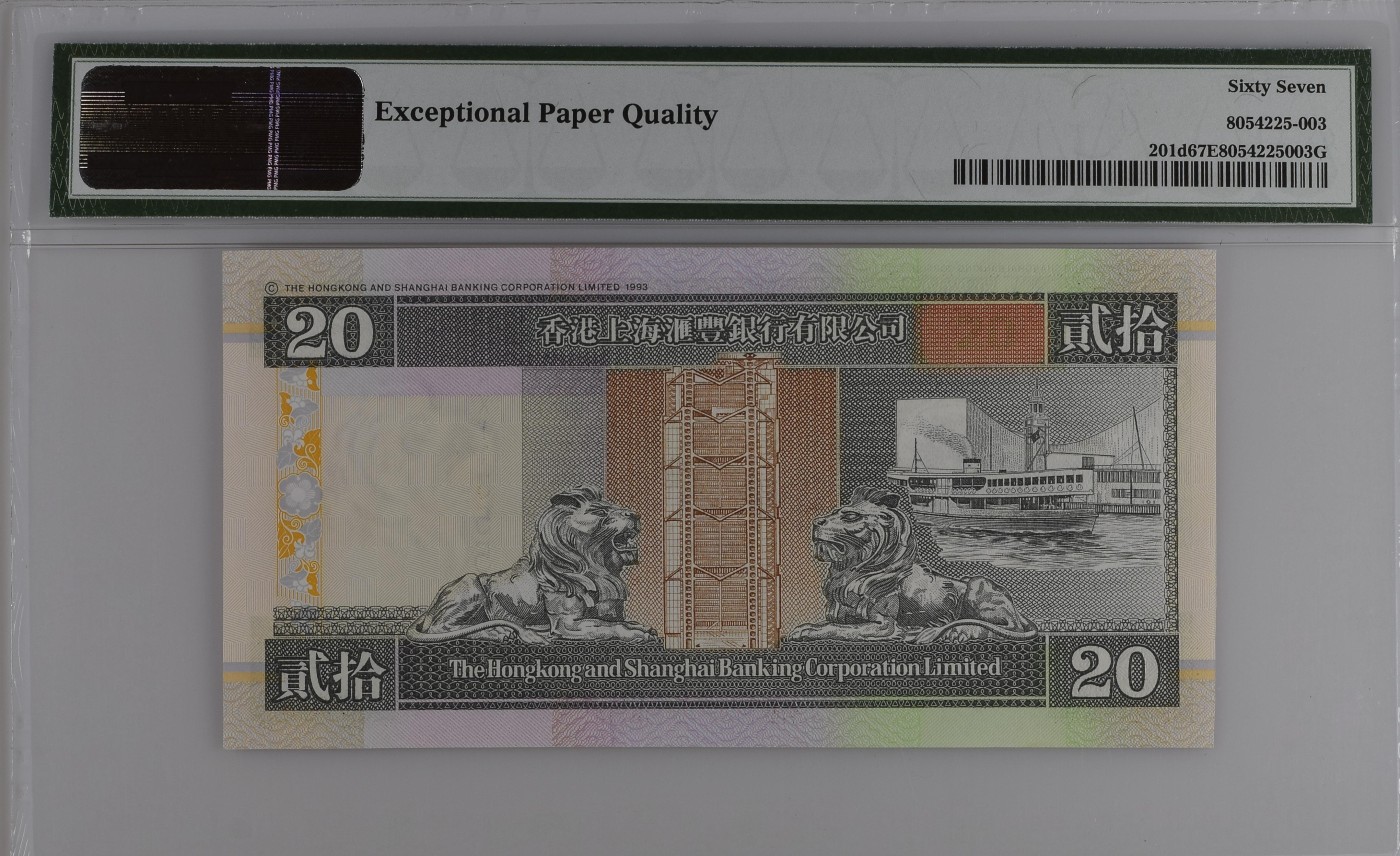 Exceptional Paper Quality
Sixty Seven
8054225-003
201d67E8054225003G
© THE HONGKONG AND SHANGHAI BANKING CORPORATION LIMITED 1993
20 香港上海滙豐銀行有限公司 貳拾
貳拾 The Hongkong and Shanghai Banking Corporation Limited 20